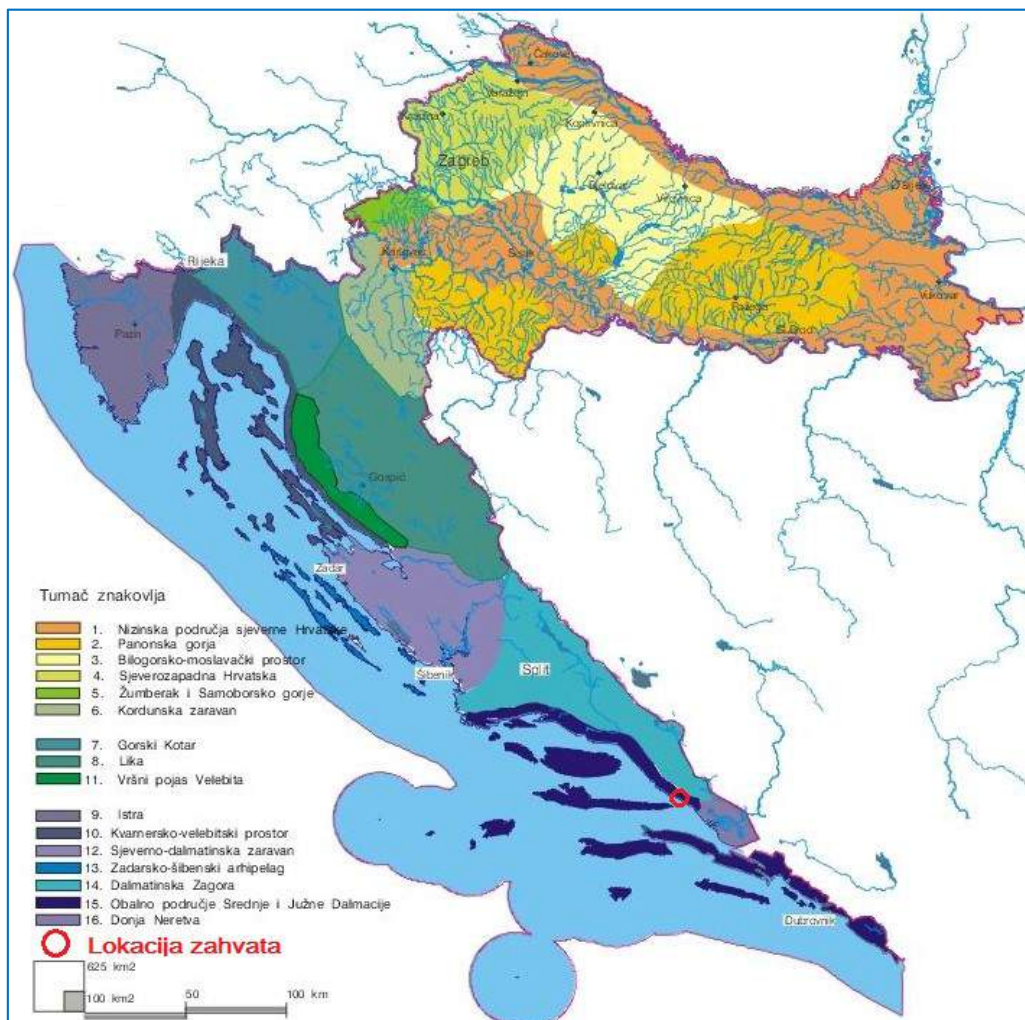 Čakovec
Varaždin
Krapina
Koprivnica
Zagreb
Bjelovar
Virovitica
Osijek
Karlovac
Sisak
Rijeka
Požega
Vukovar
Pazin
Sl.Brod
Gospić
Zadar
Tumač znakovlja
1. Nizinska područja sjeverne Hrvatske
2. Panonska gorja
3. Bilogorsko-moslavački prostor
4. Sjeverozapadna Hrvatska
5. Žumberak i Samoborsko gorje
6. Kordunska zaravan
Šibenik
Split
7. Gorski Kotar
8. Lika
11. Vršni pojas Velebita
9. Istra
10. Kvarnersko-velebitski prostor
12. Sjeverno-dalmatinska zaravan
13. Zadarsko-šibenski arhipelag
14. Dalmatinska Zagora
15. Obalno područje Srednje i Južne Dalmacije
16. Donja Neretva
Dubrovnik
Lokacija zahvata
625 km2
100 km2
50
100 km